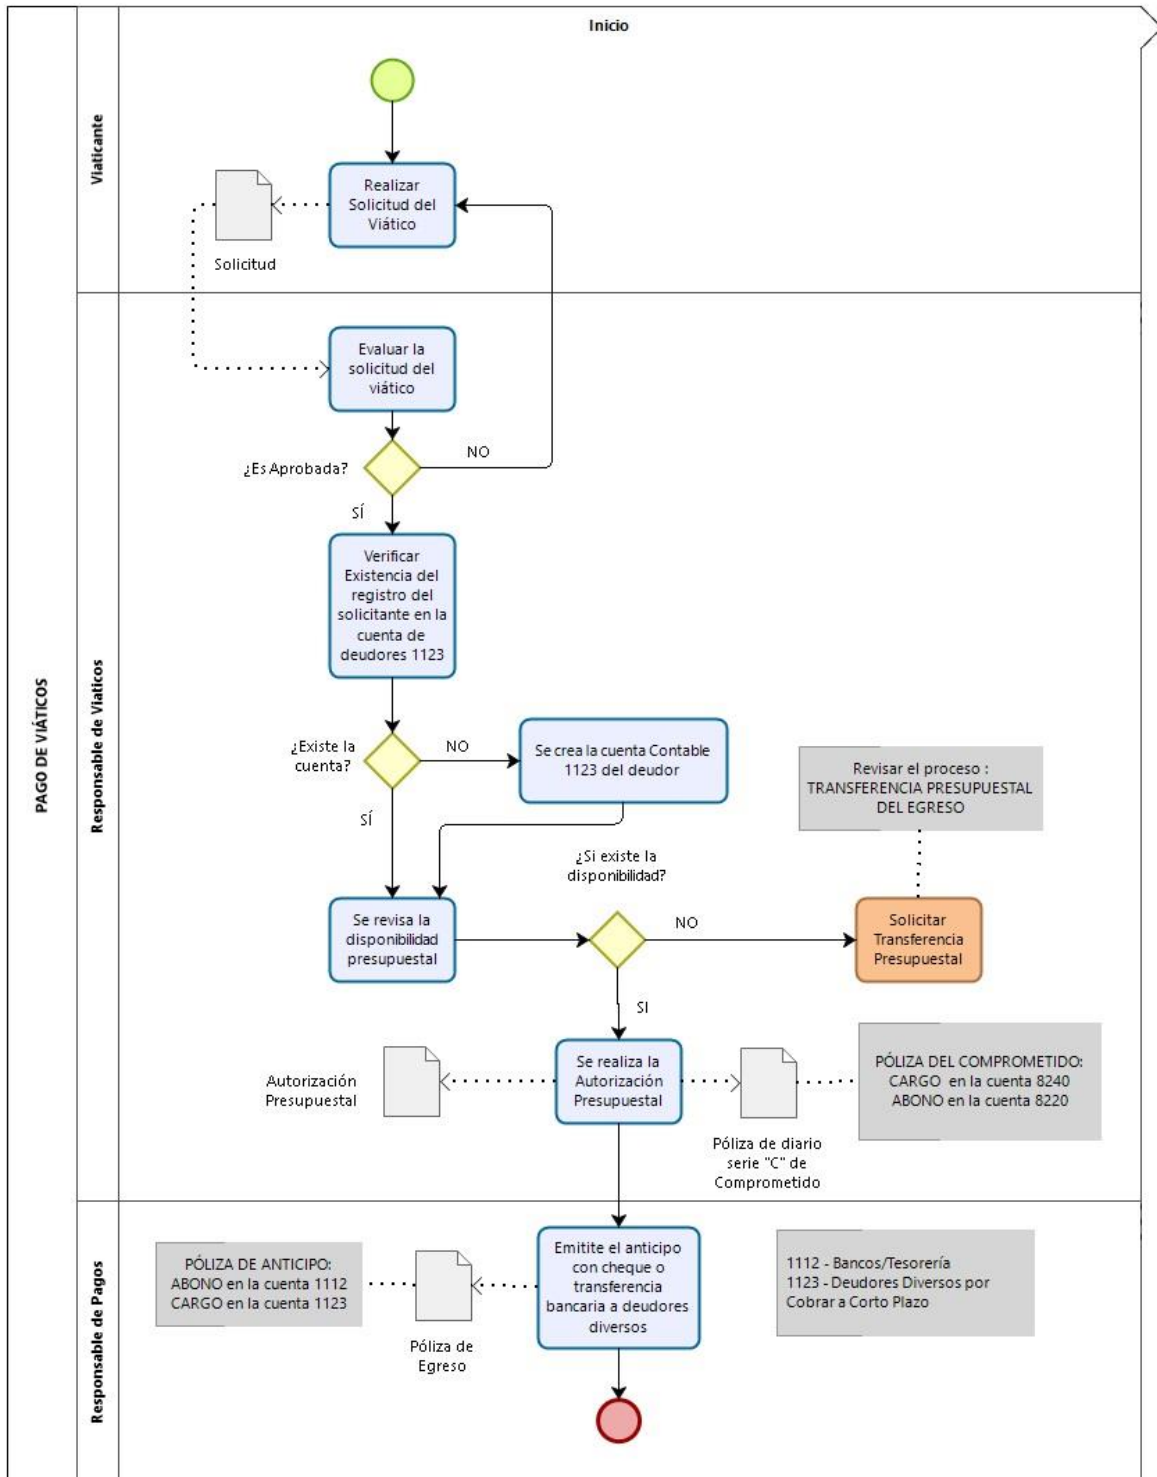 Inicio
PAGO DE VIÁTICOS
Viaticante
Realizar
Solicitud del
Viático
Solicitud
Responsable de Viaticos
Evaluar la
solicitud del
viático
¿Es Aprobada?
NO
SÍ
Verificar
Existencia del
registro del
solicitante en la
cuenta de
deudores 1123
¿Existe la
cuenta?
NO
Se crea la cuenta Contable
1123 del deudor
SÍ
Revisar el proceso :
TRANSFERENCIA PRESUPUESTAL
DEL EGRESO
¿Si existe la
disponibilidad?
Se revisa la
disponibilidad
presupuestal
NO
Solicitar
Transferencia
Presupuestal
SI
Autorización
Presupuestal
Se realiza la
Autorización
Presupuestal
Póliza de diario
serie "C" de
Comprometido
PÓLIZA DEL COMPROMETIDO:
CARGO en la cuenta 8240
ABONO en la cuenta 8220
Responsable de Pagos
PÓLIZA DE ANTICIPO:
ABONO en la cuenta 1112
CARGO en la cuenta 1123
Póliza de
Egreso
Emitite el anticipo
con cheque o
transferencia
bancaria a deudores
diversos
1112 - Bancos/Tesorería
1123 - Deudores Diversos por
Cobrar a Corto Plazo